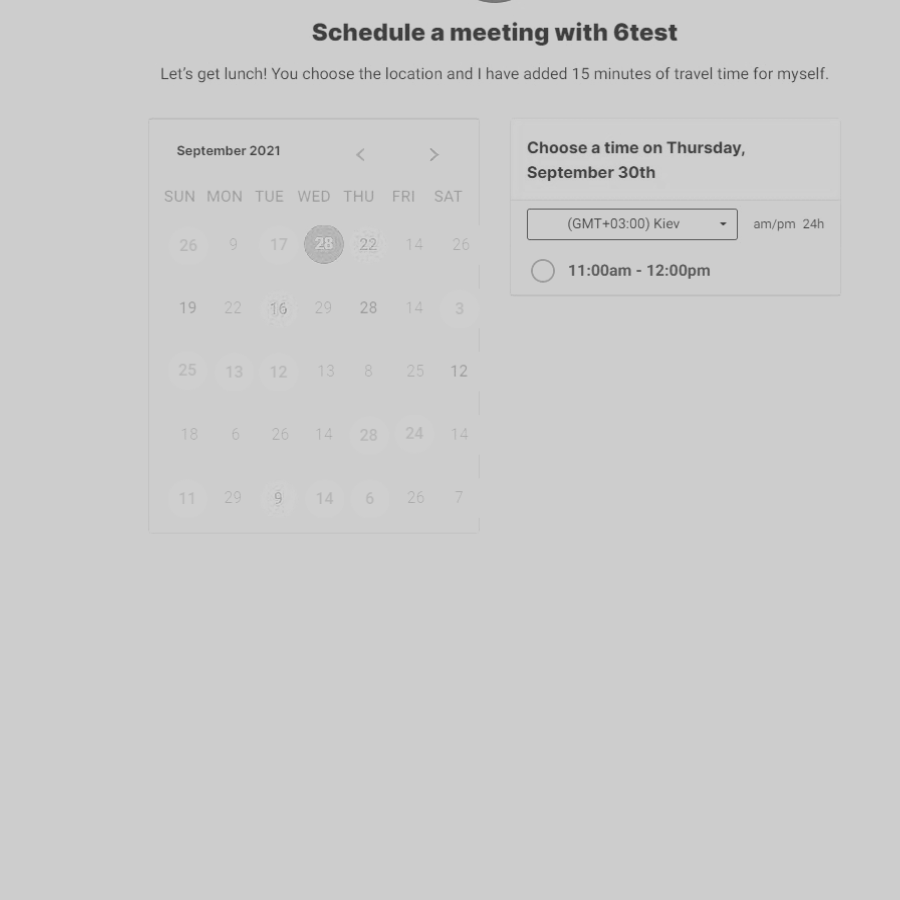 Schedule a meeting with 6test
Let's get lunch! You choose the location and I have added 15 minutes of travel time for myself.
September 2021
SUN MON TUE WED THU FRI SAT
26 9 17 28 22 14 26
19 22 16 29 28 14 3
25 13 12 13 8 25 12
18 6 26 14 28 24 14
11 29 9 14 6 26 7
Choose a time on Thursday,
September 30th
(GMT+03:00) Kiev am/pm 24h
11:00am - 12:00pm